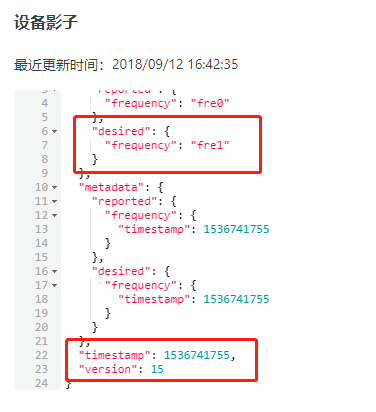 设备影子
最近更新时间：2018/09/12 16:42:35
3 "reported": {
4 "frequency": "fre0"
5 },
6 "desired": {
7 "frequency": "fre1"
8 }
9 },
10 "metadata": {
11 "reported": {
12 "frequency": {
13 "timestamp": 1536741755
14 }
15 },
16 "desired": {
17 "frequency": {
18 "timestamp": 1536741755
19 }
20 }
21 },
22 "timestamp": 1536741755,
23 "version": 15
24 }